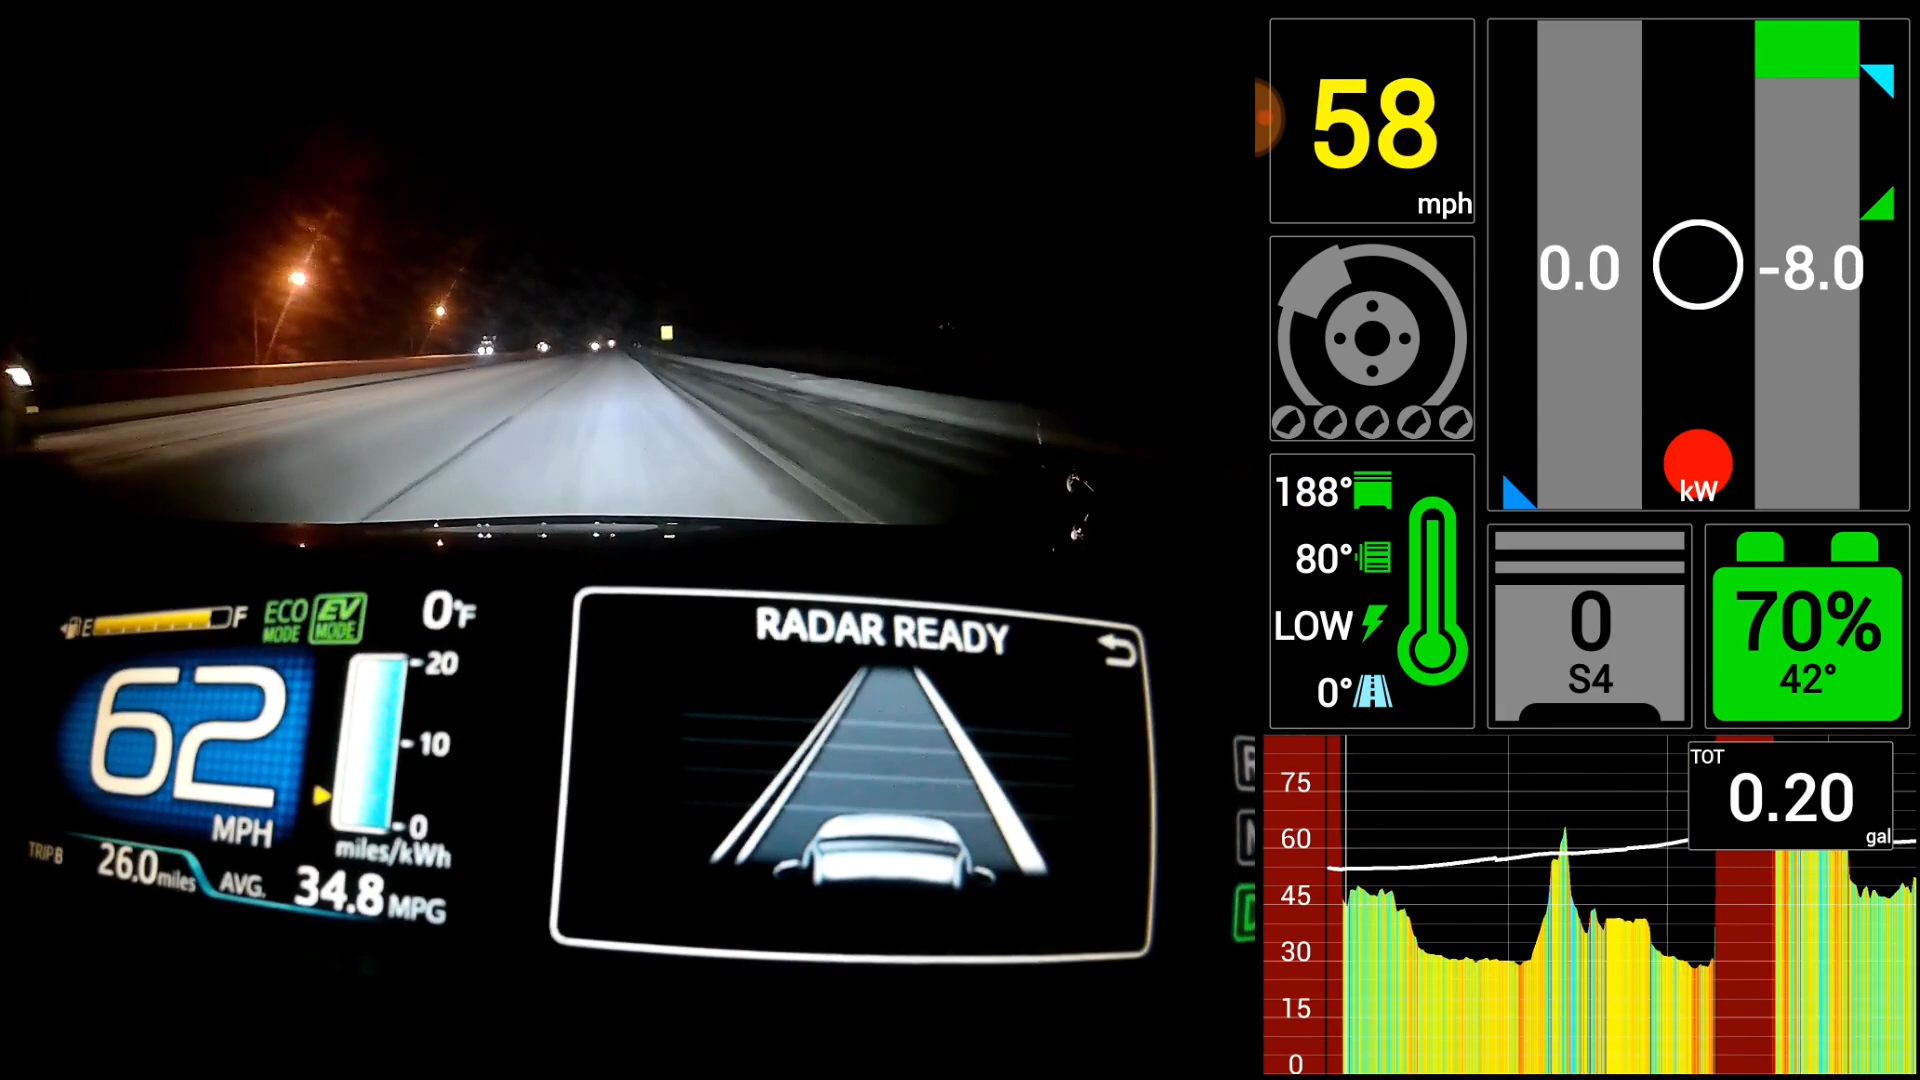 58
mph
0.0
-8.0
kW
188°
80°
LOW
0°
0
S4
70%
42°
E
F
ECO
MODE
EV
MODE
0°F
62
MPH
20
10
0
miles/kWh
TRIP B
26.0 miles
AVG.
34.8 MPG
RADAR READY
TOT
0.20
gal
75
60
45
30
15
0